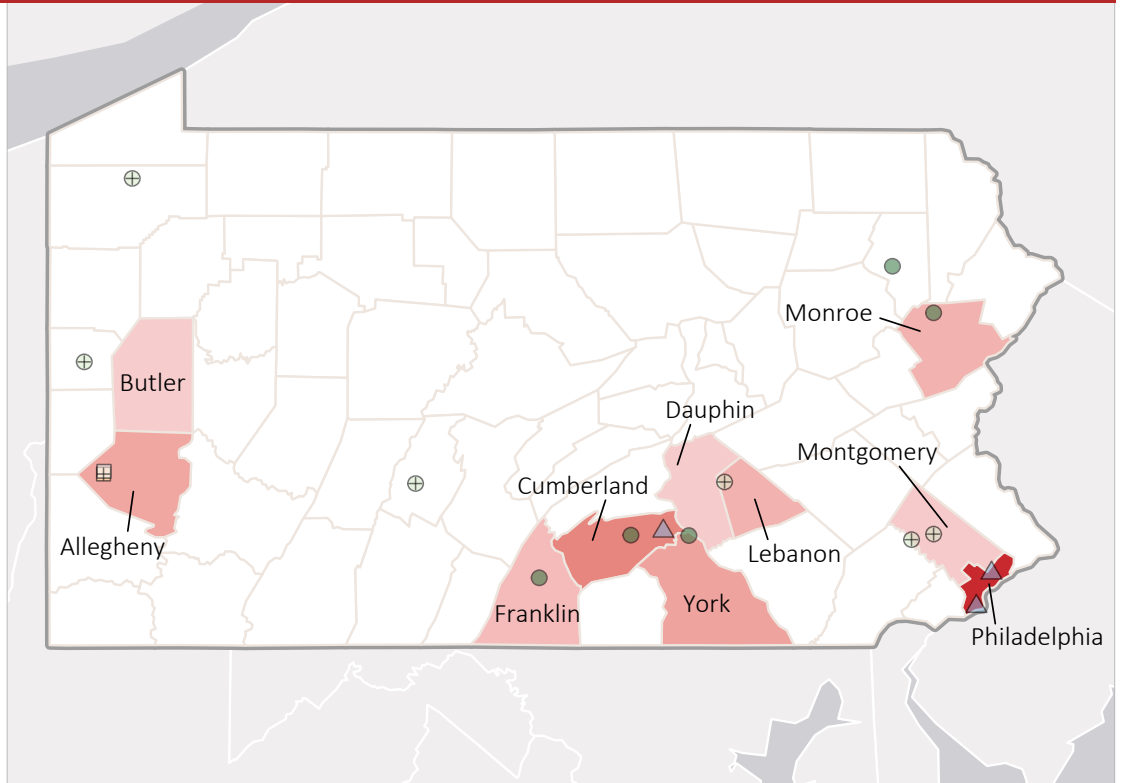 Monroe
Butler
Dauphin
Montgomery
Cumberland
Allegheny
Lebanon
York
Franklin
Philadelphia